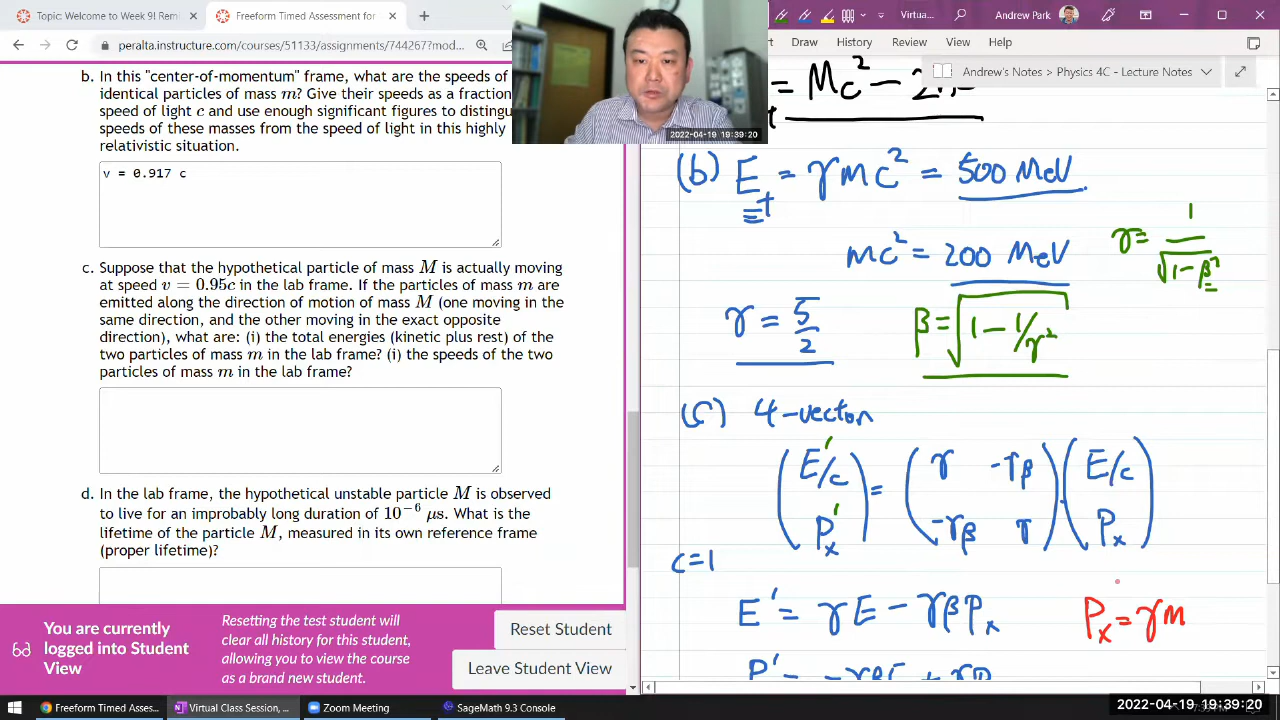 Topic: Welcome to Week 9! Rem
Freeform Timed Assessment for
Virtua...
Andrew Park
peralta.instructure.com/courses/51133/assignments/7442677mod...
Order
History
Review
View
Help
Andrew's Notes » Physics 4C - Lecture Notes
b. In this "center-of-momentum" frame, what are the speeds of
identical particles of mass m? Give their speeds as a fraction
speed of light c and use enough significant figures to distingu
speeds of these masses from the speed of light in this highly
relativistic situation.
v = 0.917 c
c. Suppose that the hypothetical particle of mass M is actually moving
at speed v = 0.95c in the lab frame. If the particles of mass m are
emitted along the direction of motion of mass M (one moving in the
same direction, and the other moving in the exact opposite
direction), what are: (i) the total energies (kinetic plus rest) of the
two particles of mass m in the lab frame? (i) the speeds of the two
particles of mass m in the lab frame?
d. In the lab frame, the hypothetical unstable particle M is observed
to live for an improbably long duration of 10⁻⁶ μs. What is the
lifetime of the particle M, measured in its own reference frame
(proper lifetime)?
2022-04-19 19:39:20
= Mc² - 2m
(b) E† = γmc² = 500 MeV
mc² = 200 MeV
γ = 1/√(1-β²)
γ = 5/2
β = √(1 - 1/γ²)
(c) 4-vector
(E'/c Px') = (γ -γβ -γβ γ) · (E/c Px)
c=1
E' = γE - γβPx
Px = γm
P' = -γβE + γP
You are currently
logged into Student
View
Resetting the test student will
clear all history for this student,
allowing you to view the course
as a brand new student.
Reset Student
Leave Student View
Freeform Timed Asses...
Virtual Class Session, ...
Zoom Meeting
SageMath 9.3 Console
2022-04-19 19:39:20